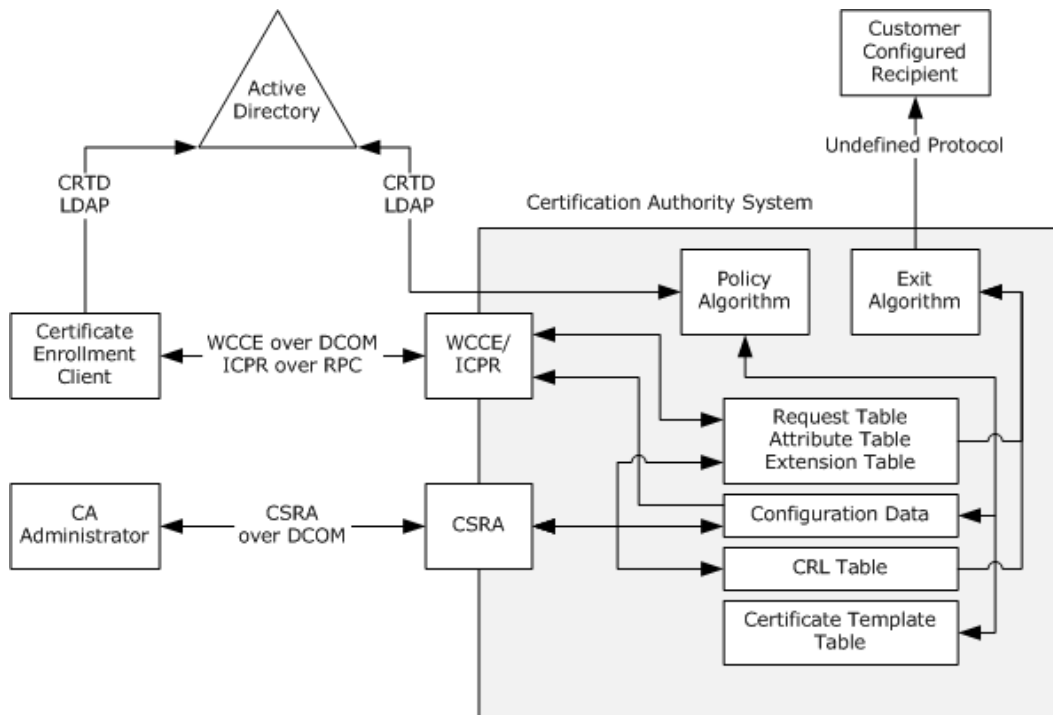 Customer
Configured
Recipient
Active
Directory
Undefined Protocol
CRTD
LDAP
CRTD
LDAP
Certification Authority System
Policy
Algorithm
Exit
Algorithm
Certificate
Enrollment
Client
WCCE over DCOM
ICPR over RPC
WCCE/
ICPR
Request Table
Attribute Table
Extension Table
CA
Administrator
CSRA
over DCOM
CSRA
Configuration Data
CRL Table
Certificate Template
Table